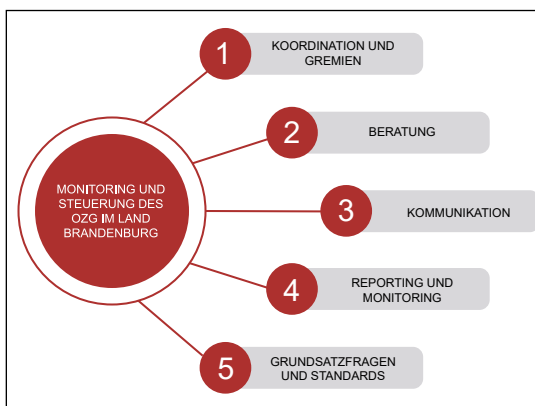 MONITORING UND
STEUERUNG DES
OZG IM LAND
BRANDENBURG
1
KOORDINATION UND
GREMIEN
2
BERATUNG
3
KOMMUNIKATION
4
REPORTING UND
MONITORING
5
GRUNDSATZFRAGEN
UND STANDARDS